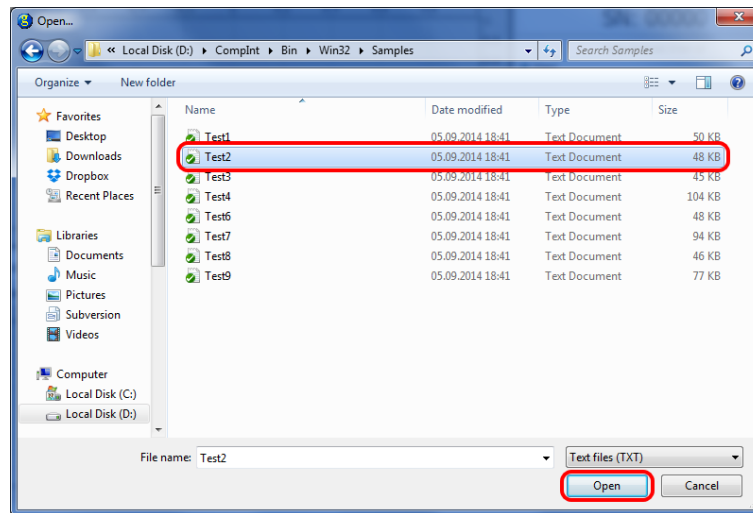 Open...
« Local Disk (D:) ▸ CompInt ▸ Bin ▸ Win32 ▸ Samples
Search Samples
Organize ▾ New folder
Name Date modified Type Size
Favorites
Desktop
Downloads
Dropbox
Recent Places
Libraries
Documents
Music
Pictures
Subversion
Videos
Computer
Local Disk (C:)
Local Disk (D:)
Test1 05.09.2014 18:41 Text Document 50 KB
Test2 05.09.2014 18:41 Text Document 48 KB
Test3 05.09.2014 18:41 Text Document 45 KB
Test4 05.09.2014 18:41 Text Document 104 KB
Test6 05.09.2014 18:41 Text Document 48 KB
Test7 05.09.2014 18:41 Text Document 94 KB
Test8 05.09.2014 18:41 Text Document 46 KB
Test9 05.09.2014 18:41 Text Document 77 KB
File name: Test2
Text files (TXT)
Open Cancel